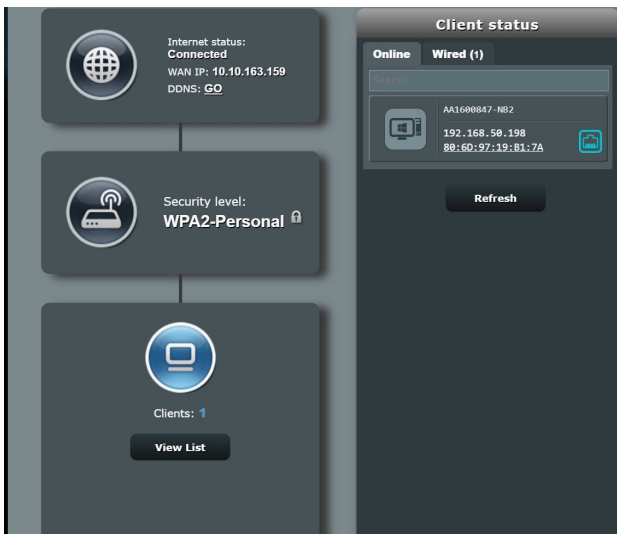 Internet status:
Connected
WAN IP: 10.10.163.159
DDNS: GO
Security level:
WPA2-Personal
Clients: 1
View List
Client status
Online Wired (1)
Search
AA1600847-NB2
192.168.50.198
80:6D:97:19:B1:7A
Refresh